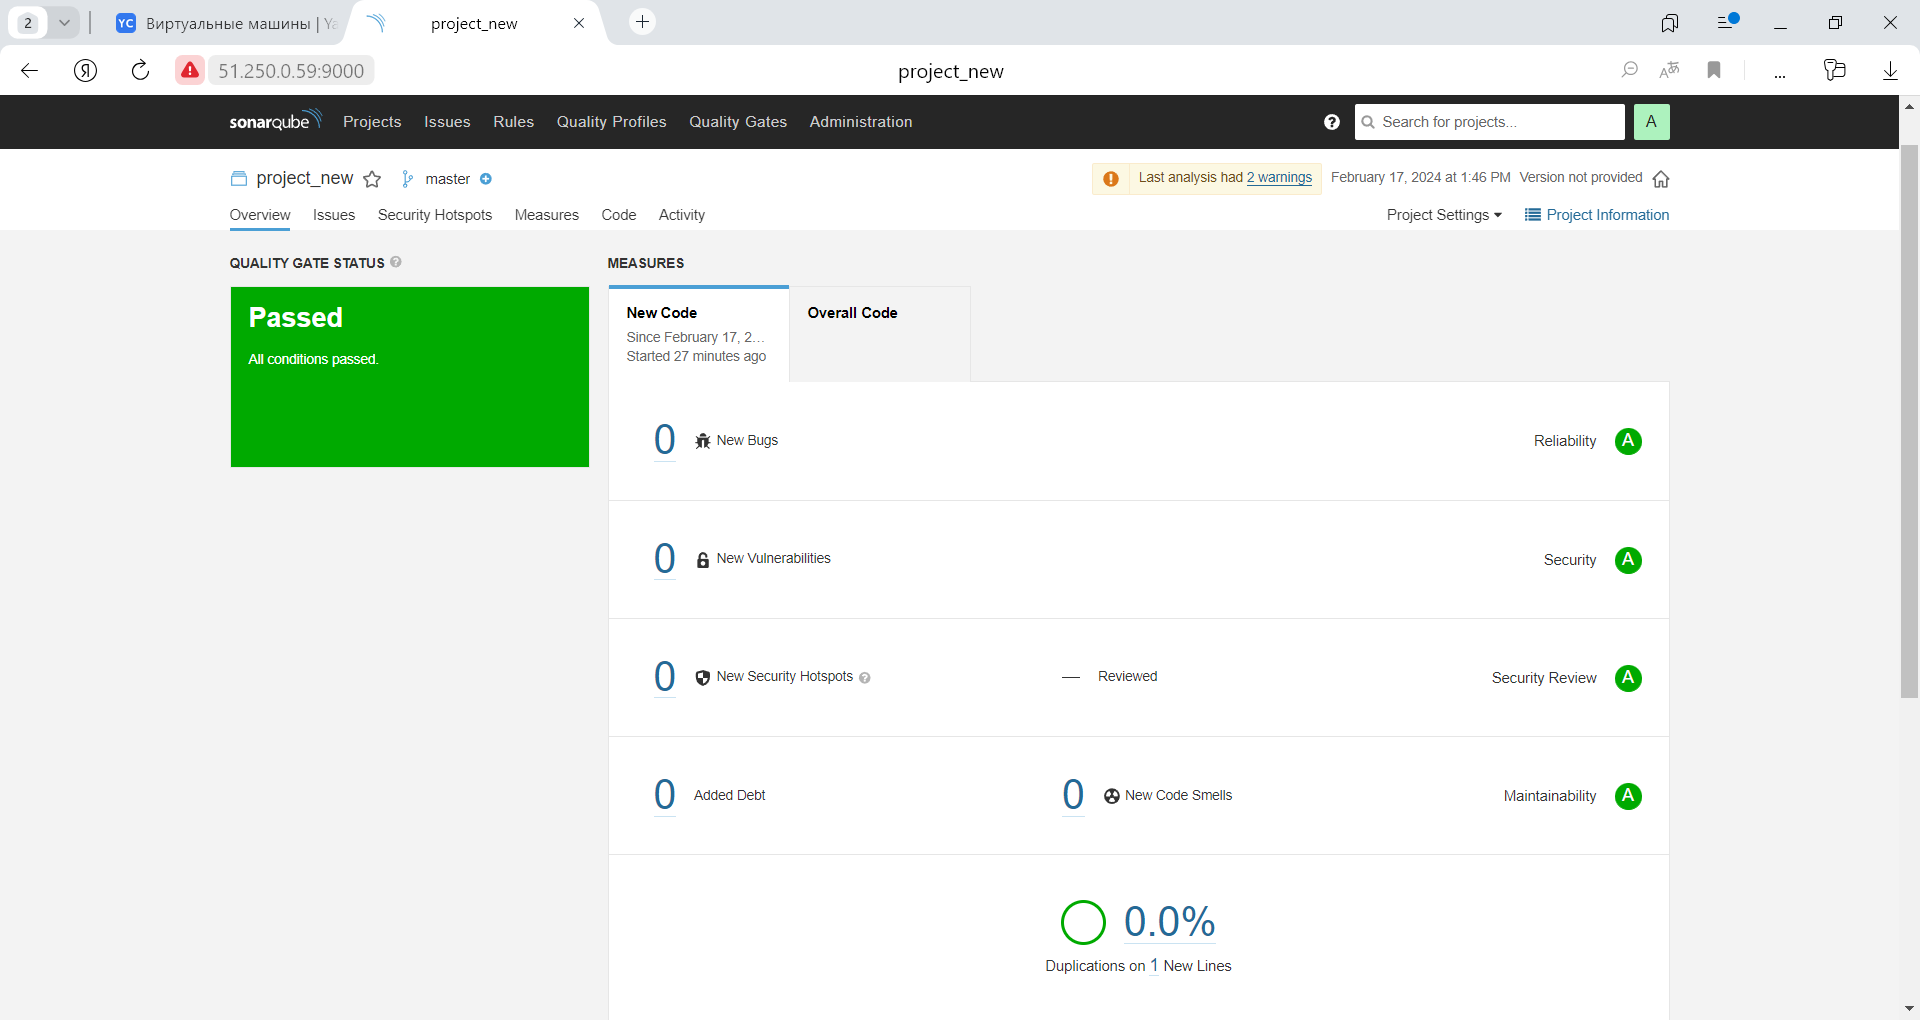 2
YC Виртуальные машины | Ya
project_new
Я
51.250.0.59:9000
project_new
...
sonarqube Projects Issues Rules Quality Profiles Quality Gates Administration
? Search for projects... A
project_new master
Last analysis had 2 warnings February 17, 2024 at 1:46 PM Version not provided
Overview Issues Security Hotspots Measures Code Activity
Project Settings Project Information
QUALITY GATE STATUS ?
Passed
All conditions passed.
MEASURES
New Code
Since February 17, 2...
Started 27 minutes ago
Overall Code
0 New Bugs Reliability A
0 New Vulnerabilities Security A
0 New Security Hotspots ? — Reviewed Security Review A
0 Added Debt 0 New Code Smells Maintainability A
0.0%
Duplications on 1 New Lines